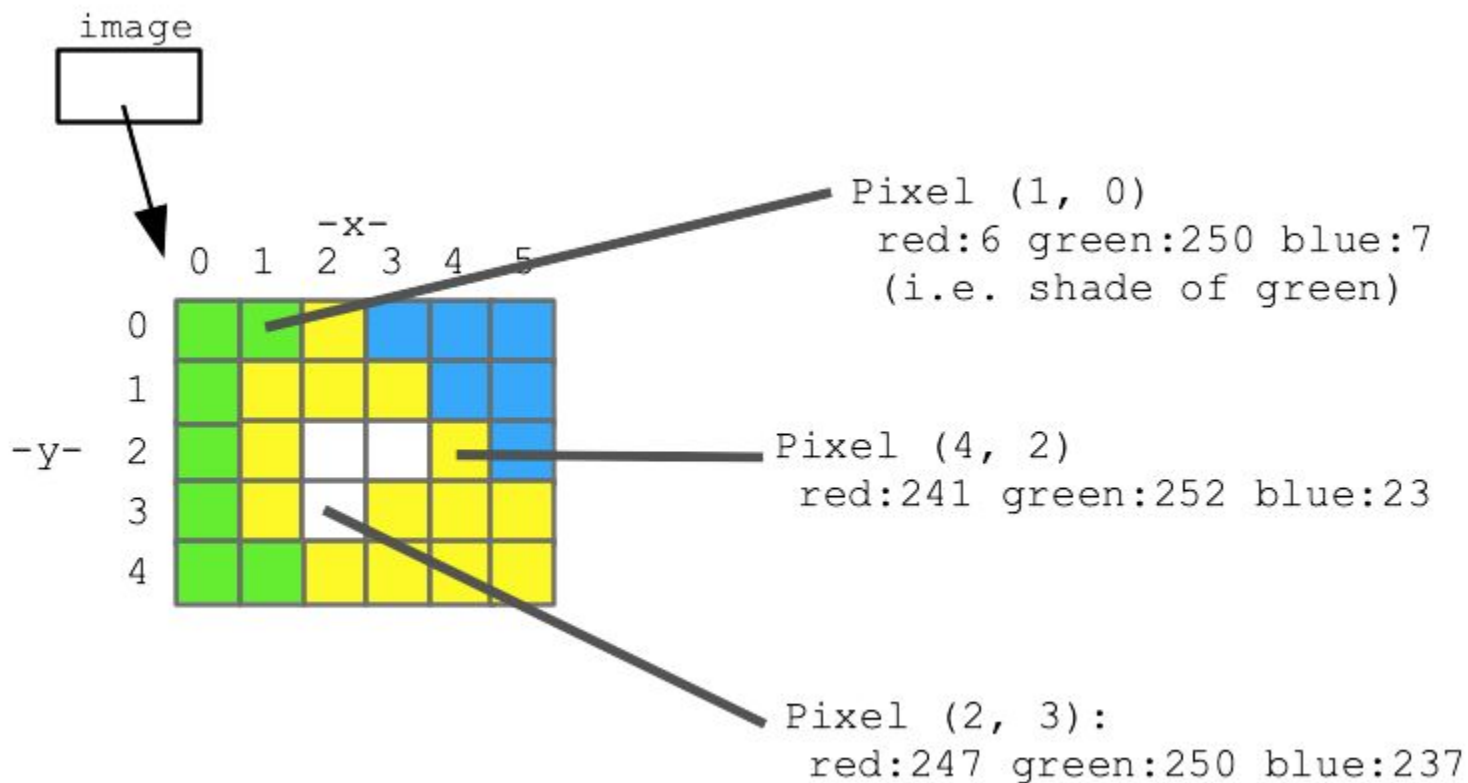 image
Pixel (1, 0)
red:6 green:250 blue:7
(i.e. shade of green)
-x-
0 1 2 3 4 5
0
1
-y- 2
3
4
Pixel (4, 2)
red:241 green:252 blue:23
Pixel (2, 3):
red:247 green:250 blue:237